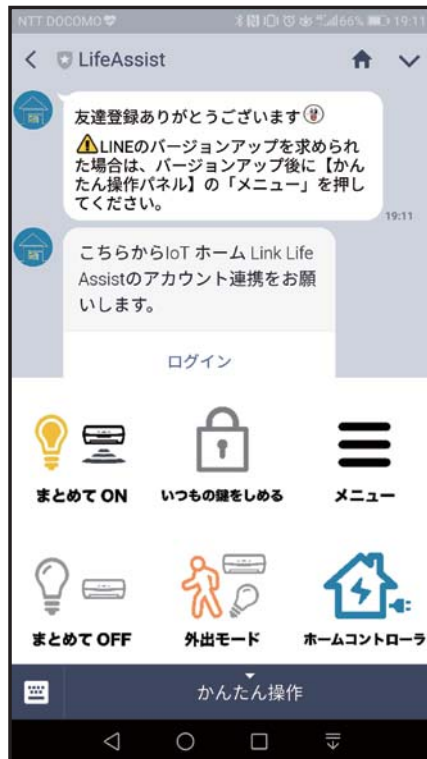 NTT DOCOMO
66% 19:11
LifeAssist
友達登録ありがとうございます
LINEのバージョンアップを求められ
た場合は、バージョンアップ後に【かん
たん操作パネル】の「メニュー」を押し
てください。
19:11
こちらからIoT ホーム Link Life
Assistのアカウント連携をお願
いします。
ログイン
まとめて ON
いつもの鍵をしめる
メニュー
まとめて OFF
外出モード
ホームコントローラ
かんたん操作